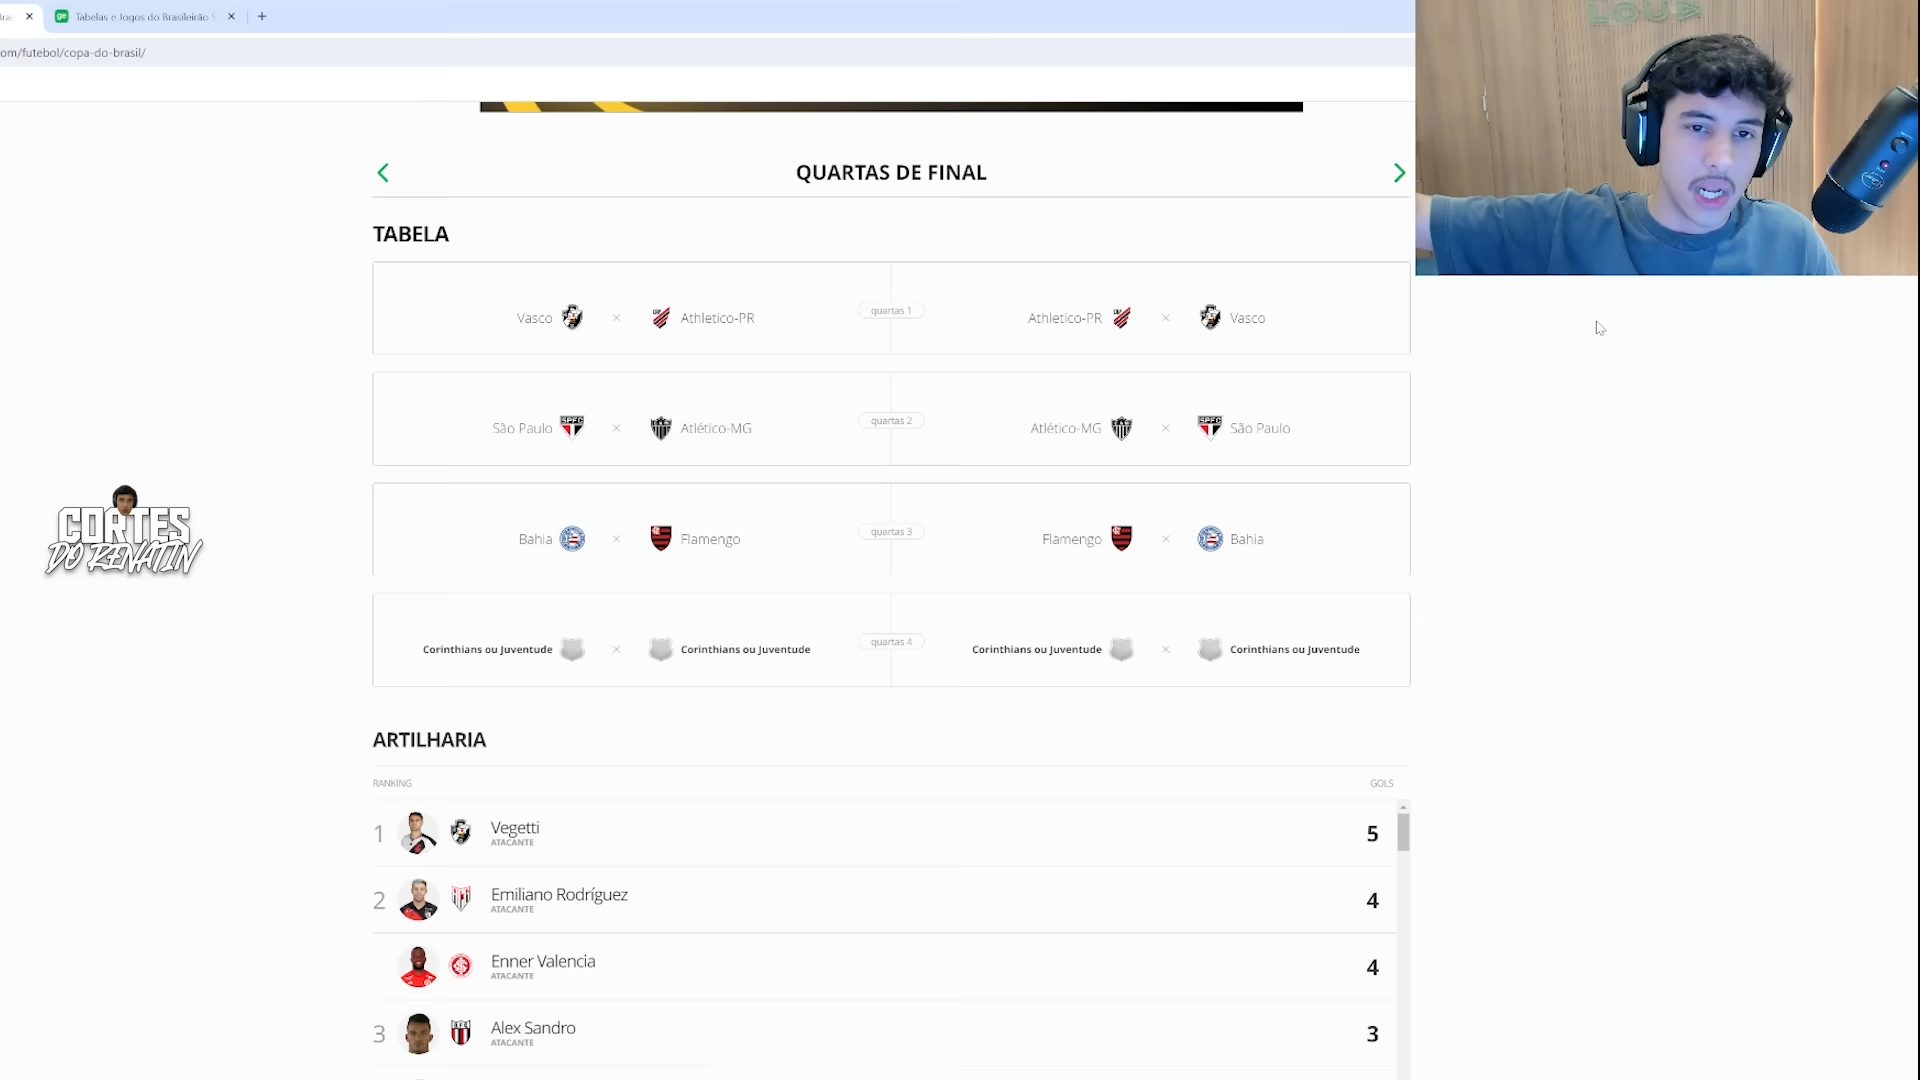 Tabelas e Jogos do Brasileirão S
om/futebol/copa-do-brasil/
QUARTAS DE FINAL
TABELA
Vasco × Athletico-PR quartas 1 Athletico-PR × Vasco
São Paulo × Atlético-MG quartas 2 Atlético-MG × São Paulo
Bahia × Flamengo quartas 3 Flamengo × Bahia
Corinthians ou Juventude × Corinthians ou Juventude quartas 4 Corinthians ou Juventude × Corinthians ou Juventude
CORTES
DO RENATIN
ARTILHARIA
RANKING GOLS
1 Vegetti 5
ATACANTE
2 Emiliano Rodríguez 4
ATACANTE
Enner Valencia 4
ATACANTE
3 Alex Sandro 3
ATACANTE